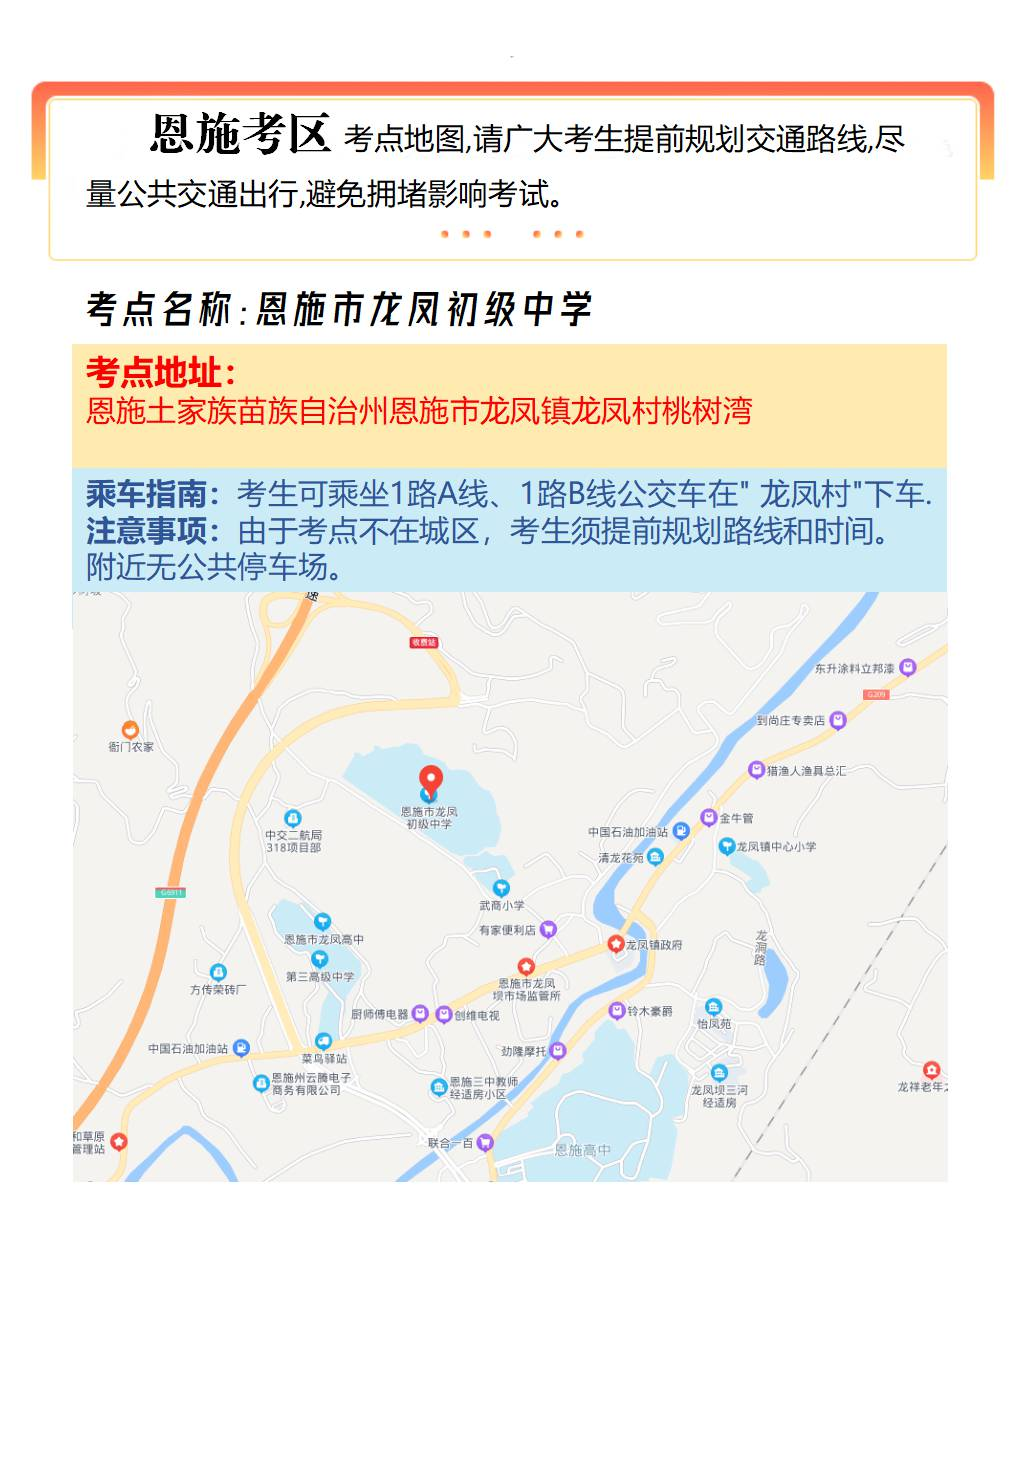 恩施考区 考点地图,请广大考生提前规划交通路线,尽
量公共交通出行,避免拥堵影响考试。
考点名称:恩施市龙凤初级中学
考点地址：
恩施土家族苗族自治州恩施市龙凤镇龙凤村桃树湾
乘车指南：考生可乘坐1路A线、1路B线公交车在" 龙凤村"下车.
注意事项：由于考点不在城区，考生须提前规划路线和时间。
附近无公共停车场。
速
收费站
东升涂料立邦漆
G209
到尚庄专卖店
衙门农家
猎渔人渔具总汇
恩施市龙凤
初级中学
金牛管
中交二航局
318项目部
中国石油加油站
龙凤镇中心小学
清龙花苑
G6911
武商小学
有家便利店
恩施市龙凤高中
龙凤镇政府
龙洞路
第三高级中学
方传荣砖厂
恩施市龙凤
坝市场监管所
厨师傅电器
创维电视
铃木豪爵
怡凤苑
中国石油加油站
菜鸟驿站
劲隆摩托
恩施州云腾电子
商务有限公司
恩施三中教师
经适房小区
龙凤坝三河
经适房
龙祥老年
和草原
管理站
联合一百
恩施高中